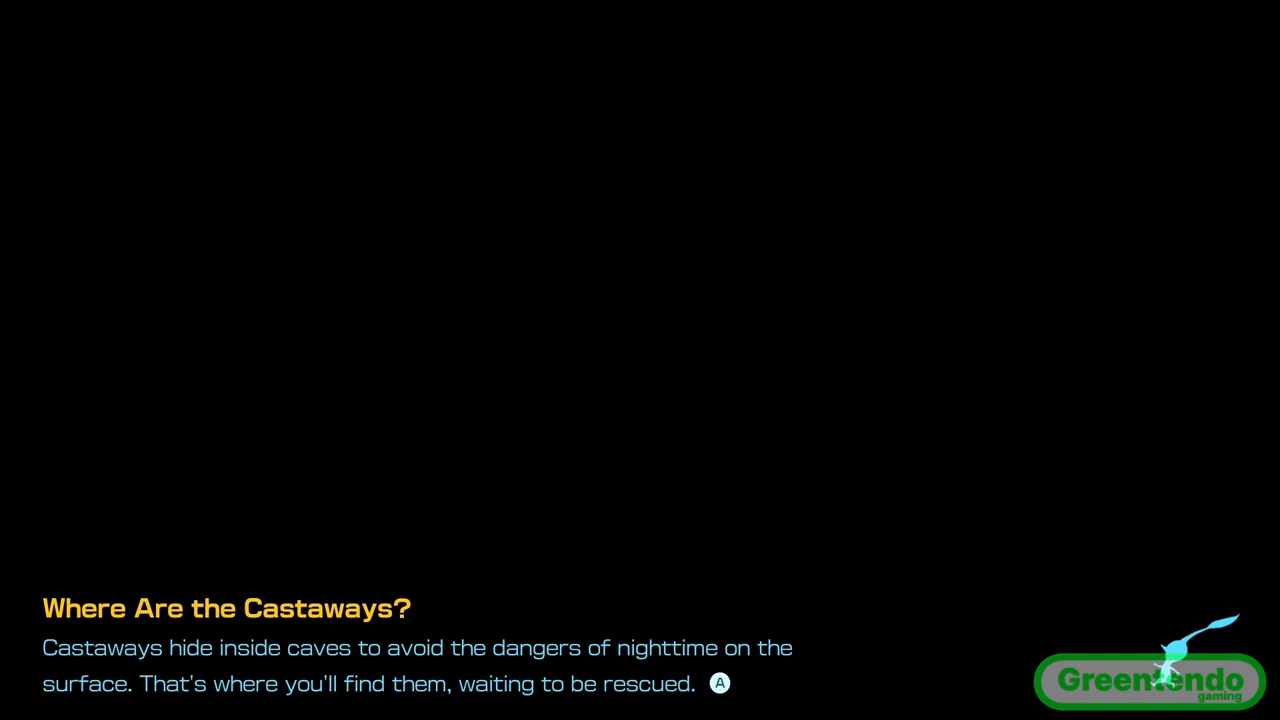 Where Are the Castaways?
Castaways hide inside caves to avoid the dangers of nighttime on the
surface. That's where you'll find them, waiting to be rescued. A
Greentendo
gaming